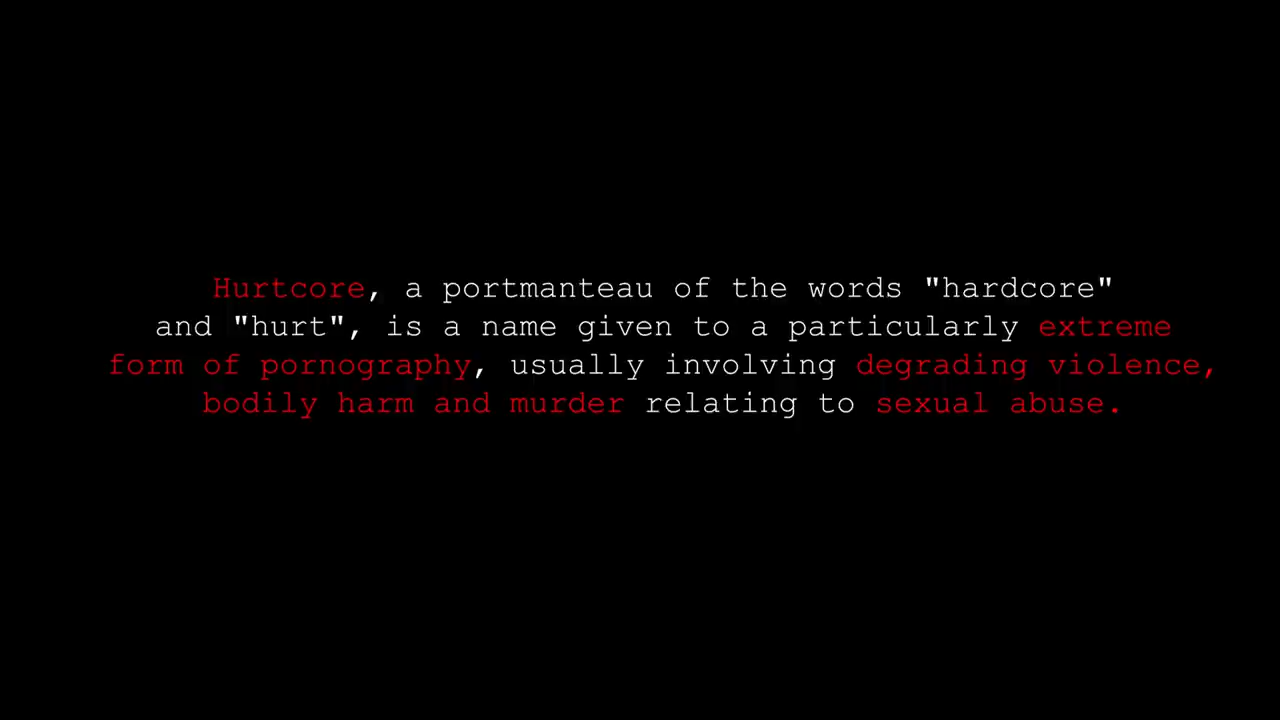 Hurtcore, a portmanteau of the words "hardcore"
and "hurt", is a name given to a particularly extreme
form of pornography, usually involving degrading violence,
bodily harm and murder relating to sexual abuse.